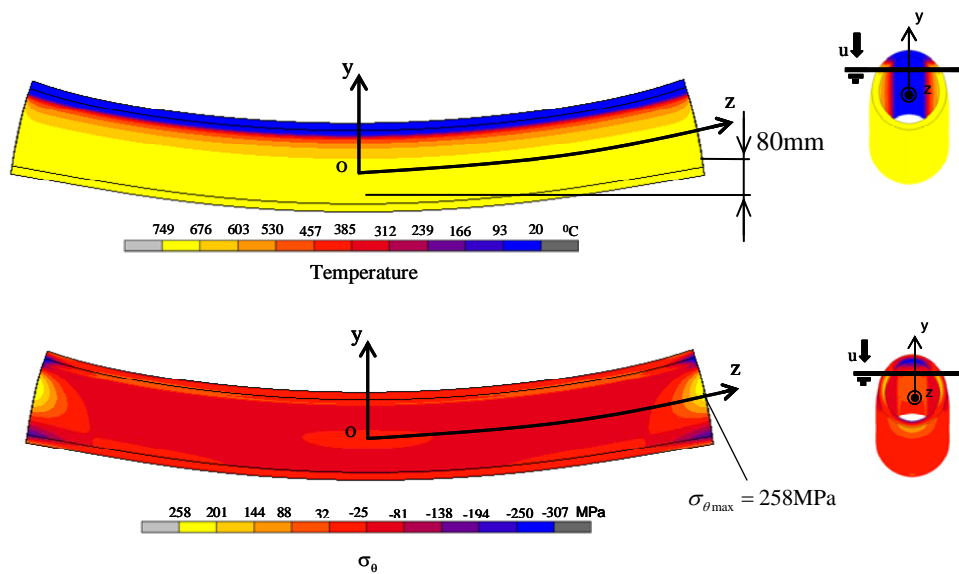 y
u
y
z
z
80mm
o
749 676 603 530 457 385 312 239 166 93 20 ⁰C
Temperature
y
y
u
z
z
o
σθmax = 258MPa
258 201 144 88 32 -25 -81 -138 -194 -250 -307 MPa
σθ